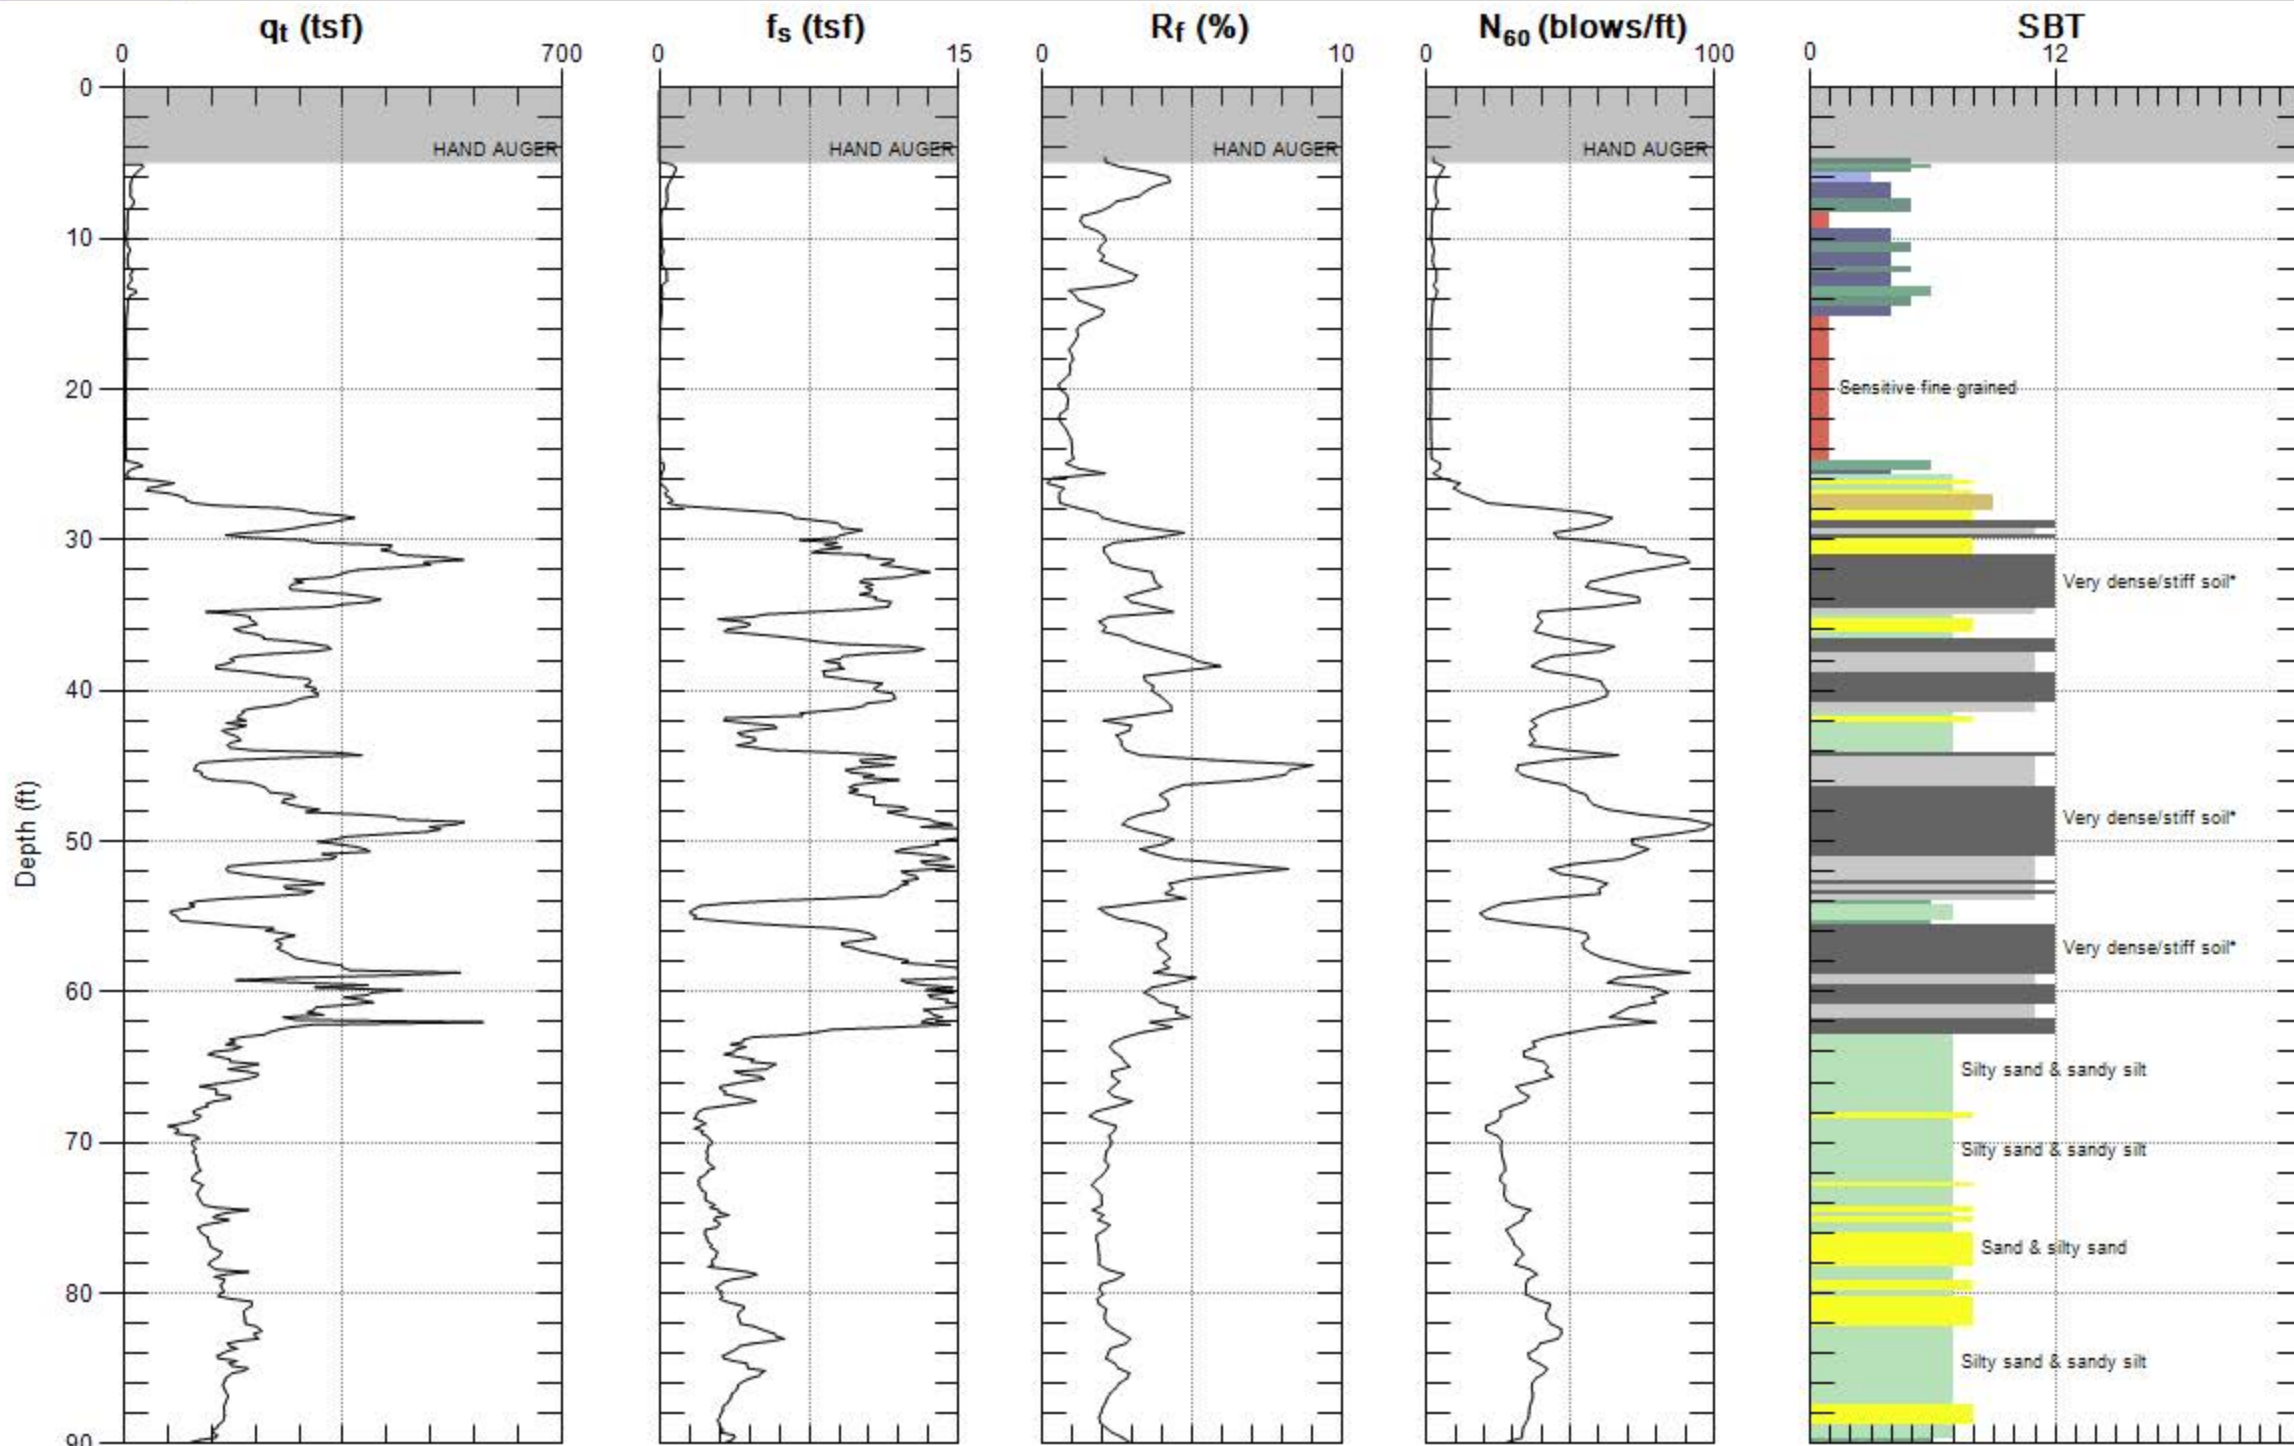 qt (tsf) fs (tsf) Rf (%) N60 (blows/ft) SBT
0 700 0 15 0 10 0 100 0 12
0
HAND AUGER HAND AUGER HAND AUGER HAND AUGER
10
20
Sensitive fine grained
30
Very dense/stiff soil*
40
Depth (ft)
Very dense/stiff soil*
50
Very dense/stiff soil*
60
Silty sand & sandy silt
70
Silty sand & sandy silt
Sand & silty sand
80
Silty sand & sandy silt
90